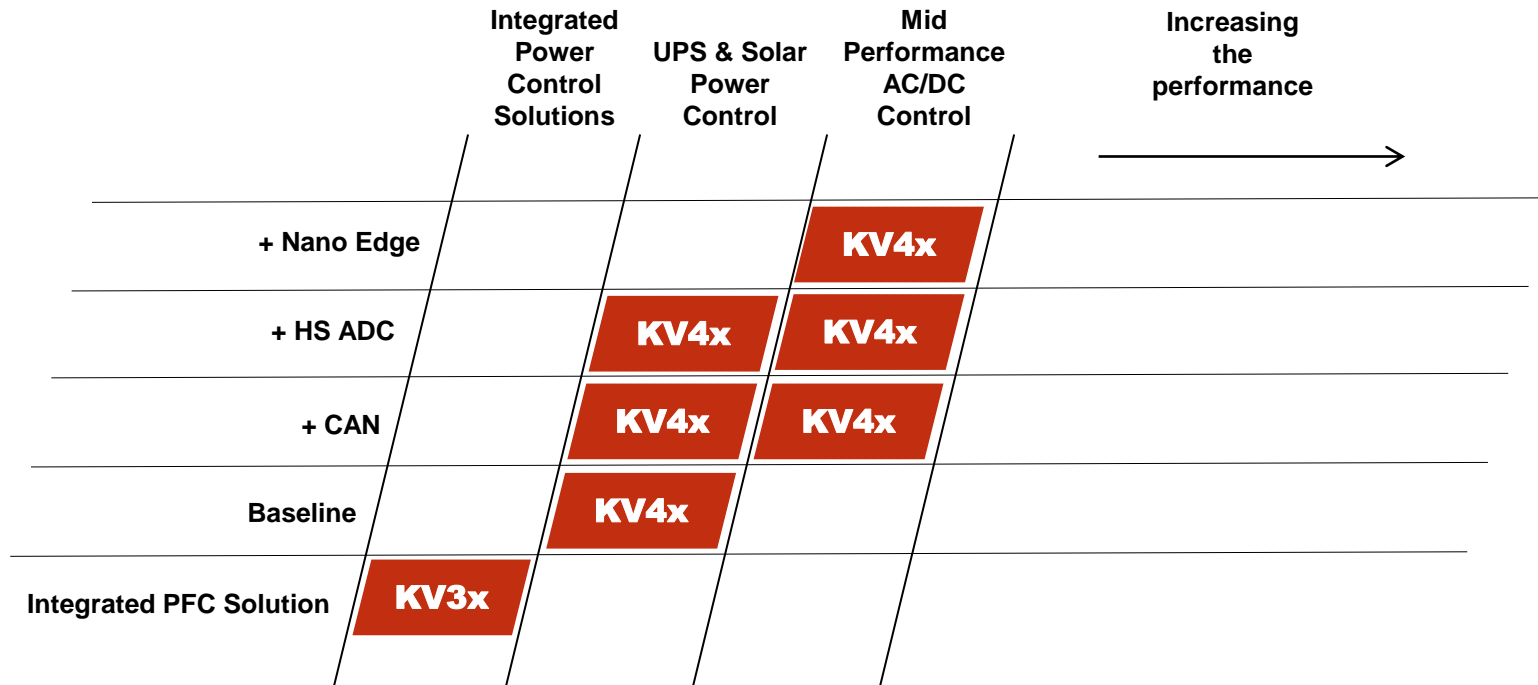 Integrated
Power
Control
Solutions
UPS & Solar
Power
Control
Mid
Performance
AC/DC
Control
Increasing
the
performance
+ Nano Edge
KV4x
+ HS ADC
KV4x
KV4x
+ CAN
KV4x
KV4x
Baseline
KV4x
Integrated PFC Solution
KV3x